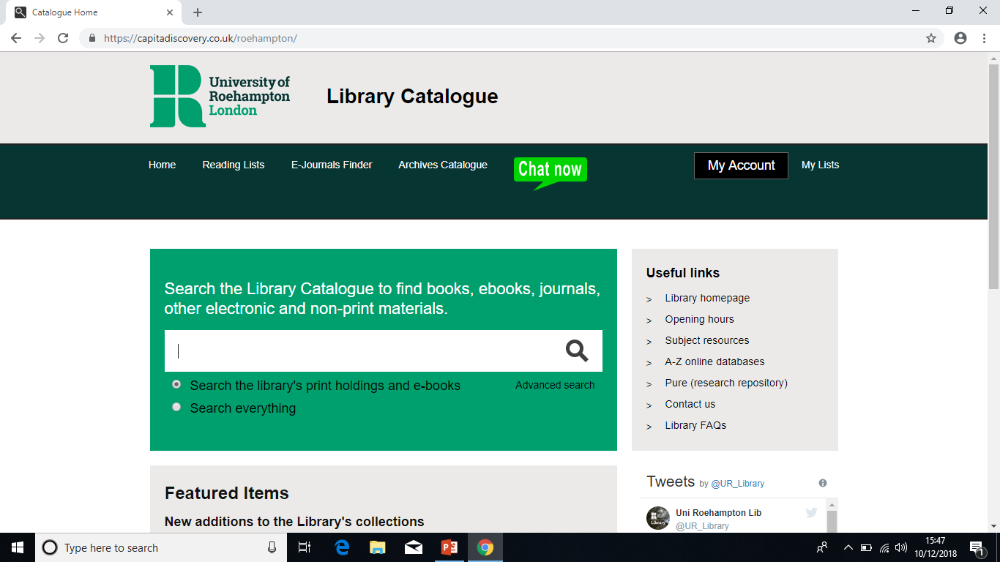 Catalogue Home
https://capitadiscovery.co.uk/roehampton/
University of
Roehampton
London
Library Catalogue
Home
Reading Lists
E-Journals Finder
Archives Catalogue
Chat now
My Account
My Lists
Search the Library Catalogue to find books, ebooks, journals,
other electronic and non-print materials.
Search the library's print holdings and e-books
Advanced search
Search everything
Useful links
> Library homepage
> Opening hours
> Subject resources
> A-Z online databases
> Pure (research repository)
> Contact us
> Library FAQs
Featured Items
New additions to the Library's collections
Tweets by @UR_Library
Library
Uni Roehampton Lib
@UR_Library
Type here to search
15:47
10/12/2018
1